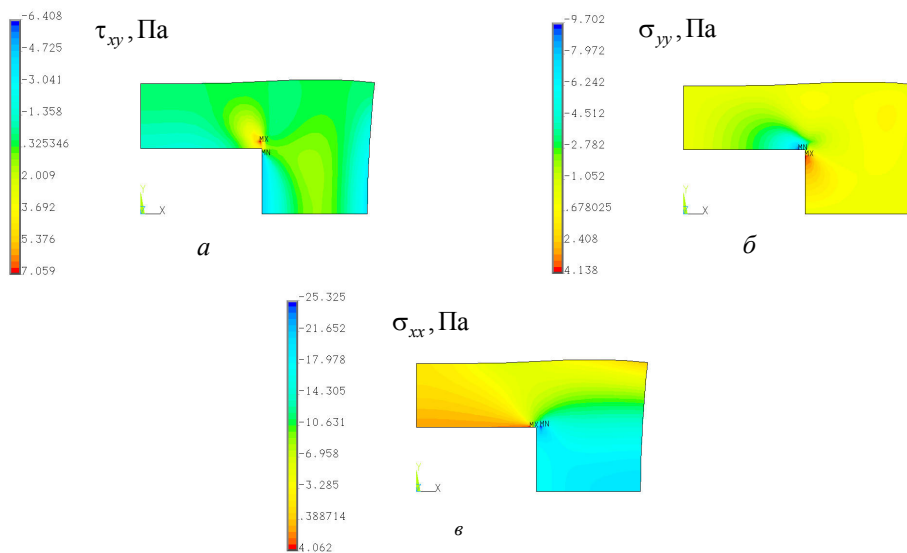 -6.408
-4.725
-3.041
-1.358
.325346
2.009
3.692
5.376
7.059
τxy, Па
MX
MN
Y
Z X
а
-9.702
-7.972
-6.242
-4.512
-2.782
-1.052
.678025
2.408
4.138
σyy, Па
MN
MX
Y
Z X
б
-25.325
-21.652
-17.978
-14.305
-10.631
-6.958
-3.285
.388714
4.062
σxx, Па
MX MN
Y
Z X
в